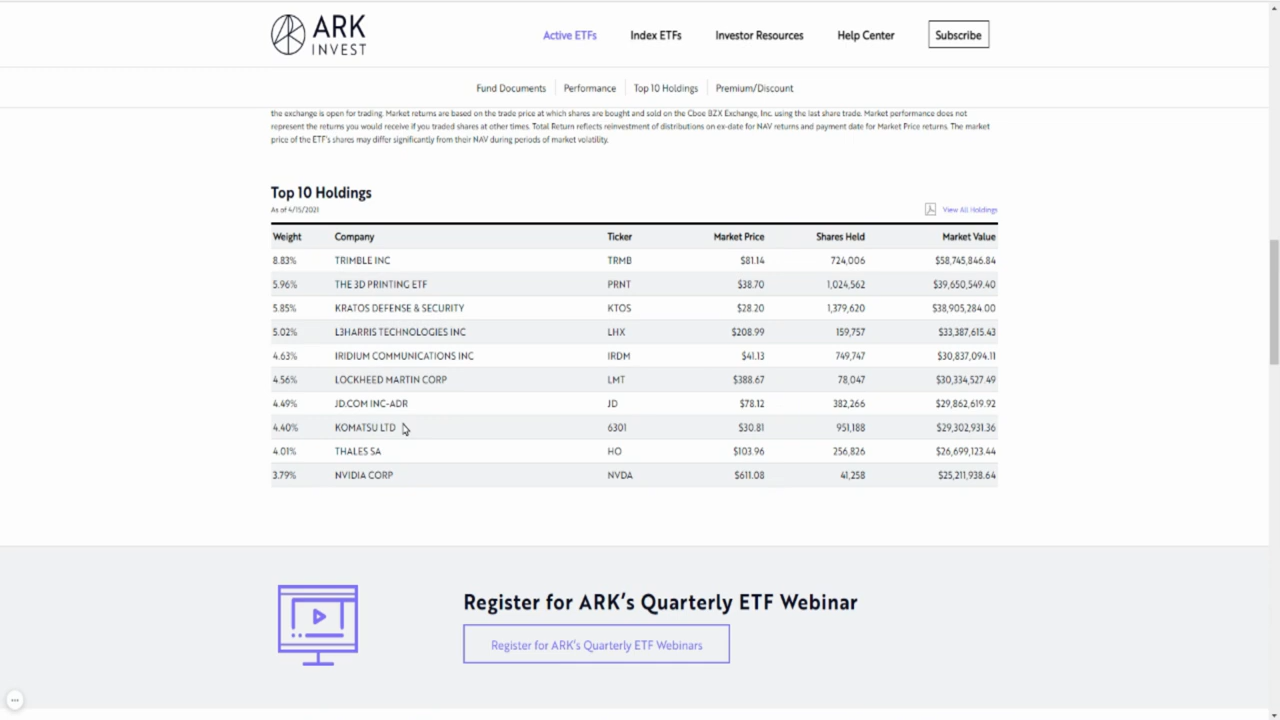 ARK
INVEST
Active ETFs Index ETFs Investor Resources Help Center Subscribe
Fund Documents Performance Top 10 Holdings Premium/Discount
the exchange is open for trading. Market returns are based on the trade price at which shares are bought and sold on the Cboe BZX Exchange, Inc. using the last share trade. Market performance does not
represent the returns you would receive if you traded shares at other times. Total Return reflects reinvestment of distributions on ex-date for NAV returns and payment date for Market Price returns. The market
price of the ETF's shares may differ significantly from their NAV during periods of market volatility.
Top 10 Holdings
As of 4/15/2021 View All Holdings
Weight Company Ticker Market Price Shares Held Market Value
8.83% TRIMBLE INC TRMB $81.14 724,006 $58,745,846.84
5.96% THE 3D PRINTING ETF PRNT $38.70 1,024,562 $39,650,549.40
5.85% KRATOS DEFENSE & SECURITY KTOS $28.20 1,379,620 $38,905,284.00
5.02% L3HARRIS TECHNOLOGIES INC LHX $208.99 159,757 $33,387,615.43
4.63% IRIDIUM COMMUNICATIONS INC IRDM $41.13 749,747 $30,837,094.11
4.56% LOCKHEED MARTIN CORP LMT $388.67 78,047 $30,334,527.49
4.49% JD.COM INC-ADR JD $78.12 382,266 $29,862,619.92
4.40% KOMATSU LTD 6301 $30.81 951,188 $29,302,931.36
4.01% THALES SA HO $103.96 256,826 $26,699,123.44
3.79% NVIDIA CORP NVDA $611.08 41,258 $25,211,938.64
Register for ARK's Quarterly ETF Webinar
Register for ARK's Quarterly ETF Webinars